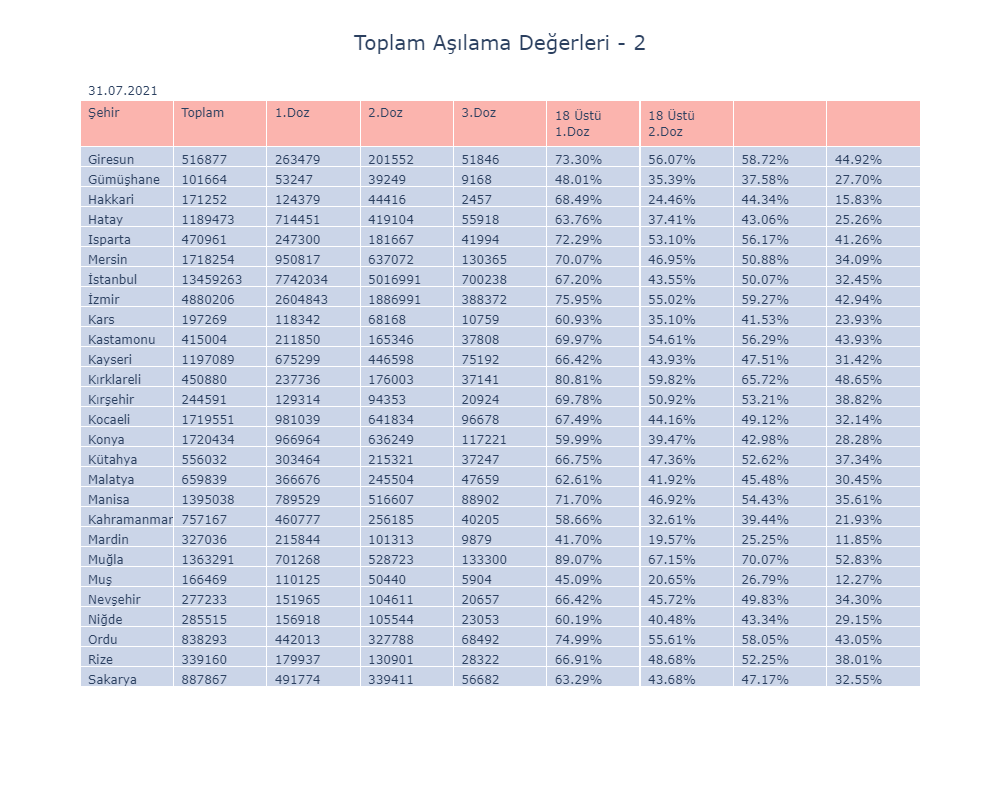 Toplam Aşılama Değerleri - 2
31.07.2021
Şehir Toplam 1.Doz 2.Doz 3.Doz 18 Üstü 1.Doz 18 Üstü 2.Doz
Giresun 516877 263479 201552 51846 73.30% 56.07% 58.72% 44.92%
Gümüşhane 101664 53247 39249 9168 48.01% 35.39% 37.58% 27.70%
Hakkari 171252 124379 44416 2457 68.49% 24.46% 44.34% 15.83%
Hatay 1189473 714451 419104 55918 63.76% 37.41% 43.06% 25.26%
Isparta 470961 247300 181667 41994 72.29% 53.10% 56.17% 41.26%
Mersin 1718254 950817 637072 130365 70.07% 46.95% 50.88% 34.09%
İstanbul 13459263 7742034 5016991 700238 67.20% 43.55% 50.07% 32.45%
İzmir 4880206 2604843 1886991 388372 75.95% 55.02% 59.27% 42.94%
Kars 197269 118342 68168 10759 60.93% 35.10% 41.53% 23.93%
Kastamonu 415004 211850 165346 37808 69.97% 54.61% 56.29% 43.93%
Kayseri 1197089 675299 446598 75192 66.42% 43.93% 47.51% 31.42%
Kırklareli 450880 237736 176003 37141 80.81% 59.82% 65.72% 48.65%
Kırşehir 244591 129314 94353 20924 69.78% 50.92% 53.21% 38.82%
Kocaeli 1719551 981039 641834 96678 67.49% 44.16% 49.12% 32.14%
Konya 1720434 966964 636249 117221 59.99% 39.47% 42.98% 28.28%
Kütahya 556032 303464 215321 37247 66.75% 47.36% 52.62% 37.34%
Malatya 659839 366676 245504 47659 62.61% 41.92% 45.48% 30.45%
Manisa 1395038 789529 516607 88902 71.70% 46.92% 54.43% 35.61%
Kahramanmar 757167 460777 256185 40205 58.66% 32.61% 39.44% 21.93%
Mardin 327036 215844 101313 9879 41.70% 19.57% 25.25% 11.85%
Muğla 1363291 701268 528723 133300 89.07% 67.15% 70.07% 52.83%
Muş 166469 110125 50440 5904 45.09% 20.65% 26.79% 12.27%
Nevşehir 277233 151965 104611 20657 66.42% 45.72% 49.83% 34.30%
Niğde 285515 156918 105544 23053 60.19% 40.48% 43.34% 29.15%
Ordu 838293 442013 327788 68492 74.99% 55.61% 58.05% 43.05%
Rize 339160 179937 130901 28322 66.91% 48.68% 52.25% 38.01%
Sakarya 887867 491774 339411 56682 63.29% 43.68% 47.17% 32.55%